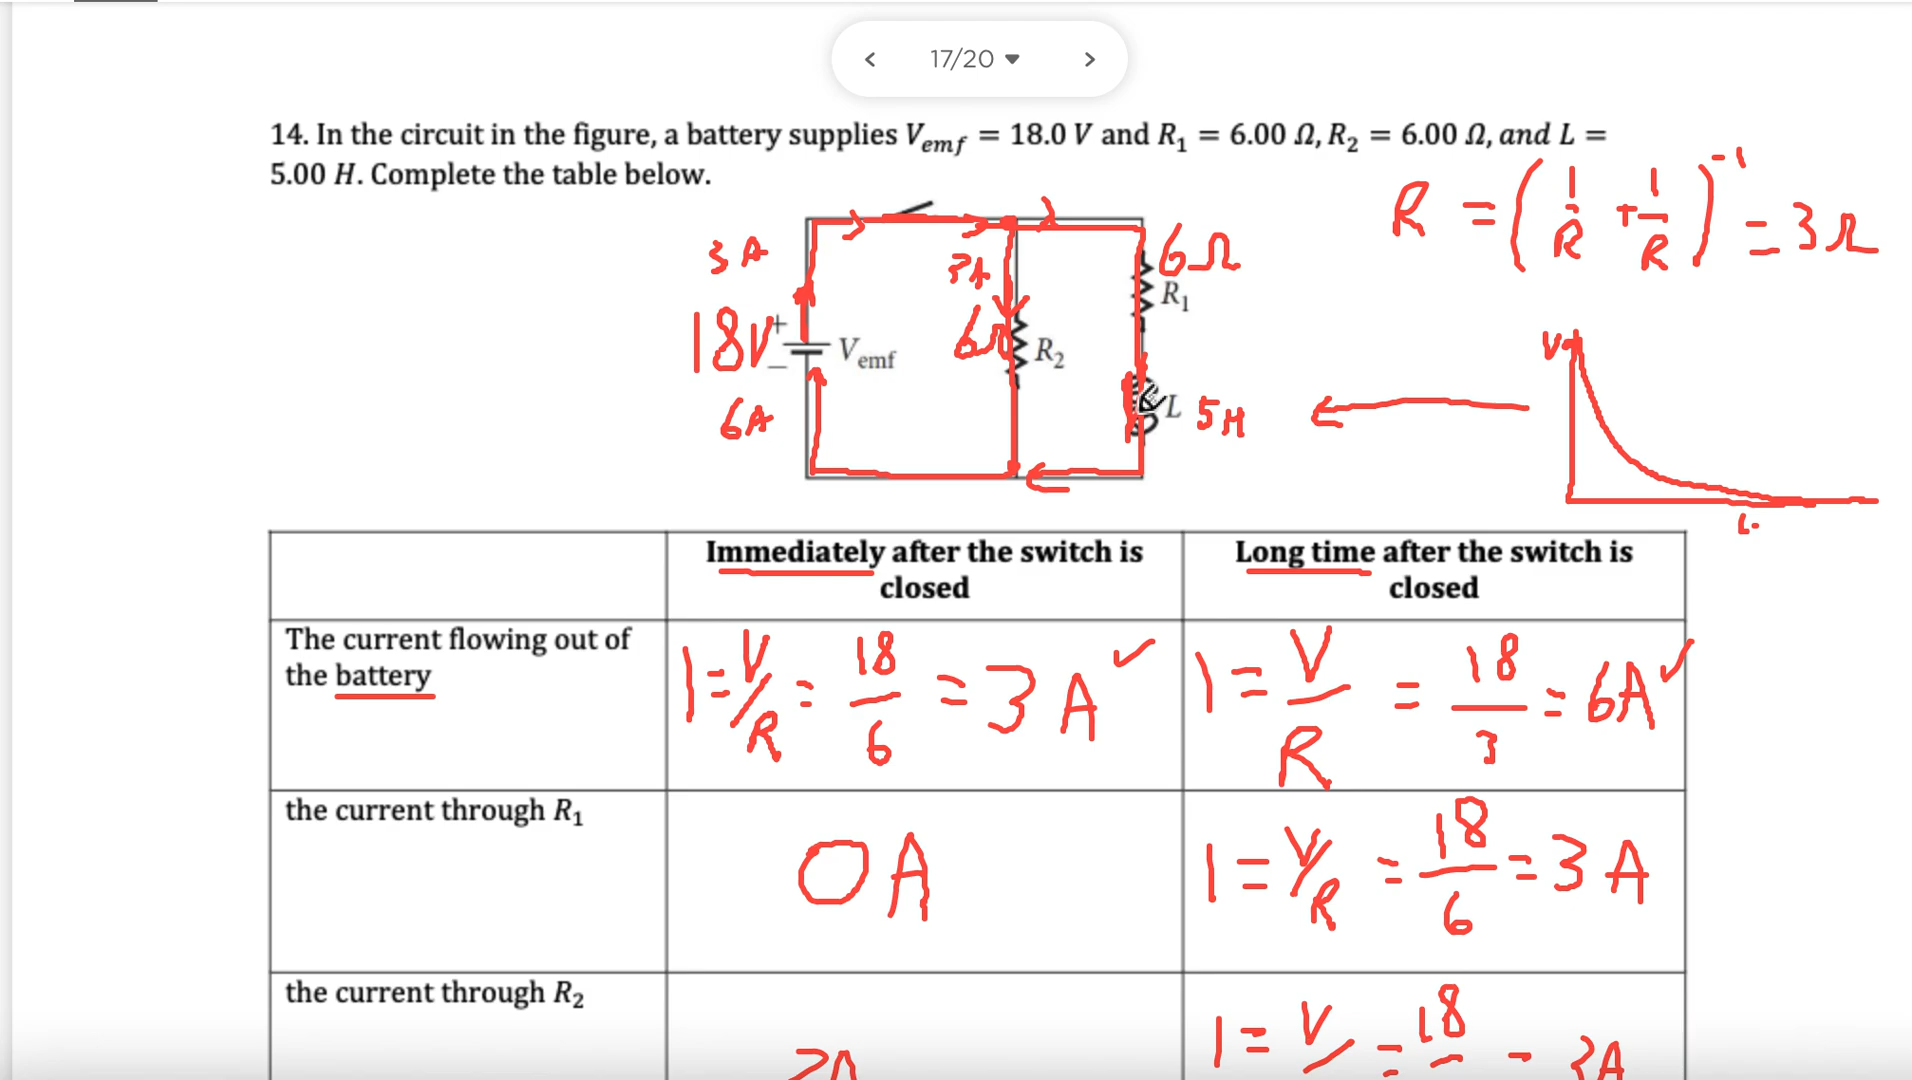 17/20
14. In the circuit in the figure, a battery supplies V_emf = 18.0 V and R₁ = 6.00 Ω, R₂ = 6.00 Ω, and L =
5.00 H. Complete the table below.
R = (1/R + 1/R)⁻¹ = 3Ω
3 A
3A
6Ω
R₁
18V
+
−
V_emf
6Ω
R₂
V
6A
L
5H
Immediately after the switch is
closed
Long time after the switch is
closed
The current flowing out of
the battery
I = V/R = 18/6 = 3 A ✓
I = V/R = 18/3 = 6A ✓
the current through R₁
0 A
I = V/R = 18/6 = 3 A
the current through R₂
3A
I = V/ = 18/ = 3A